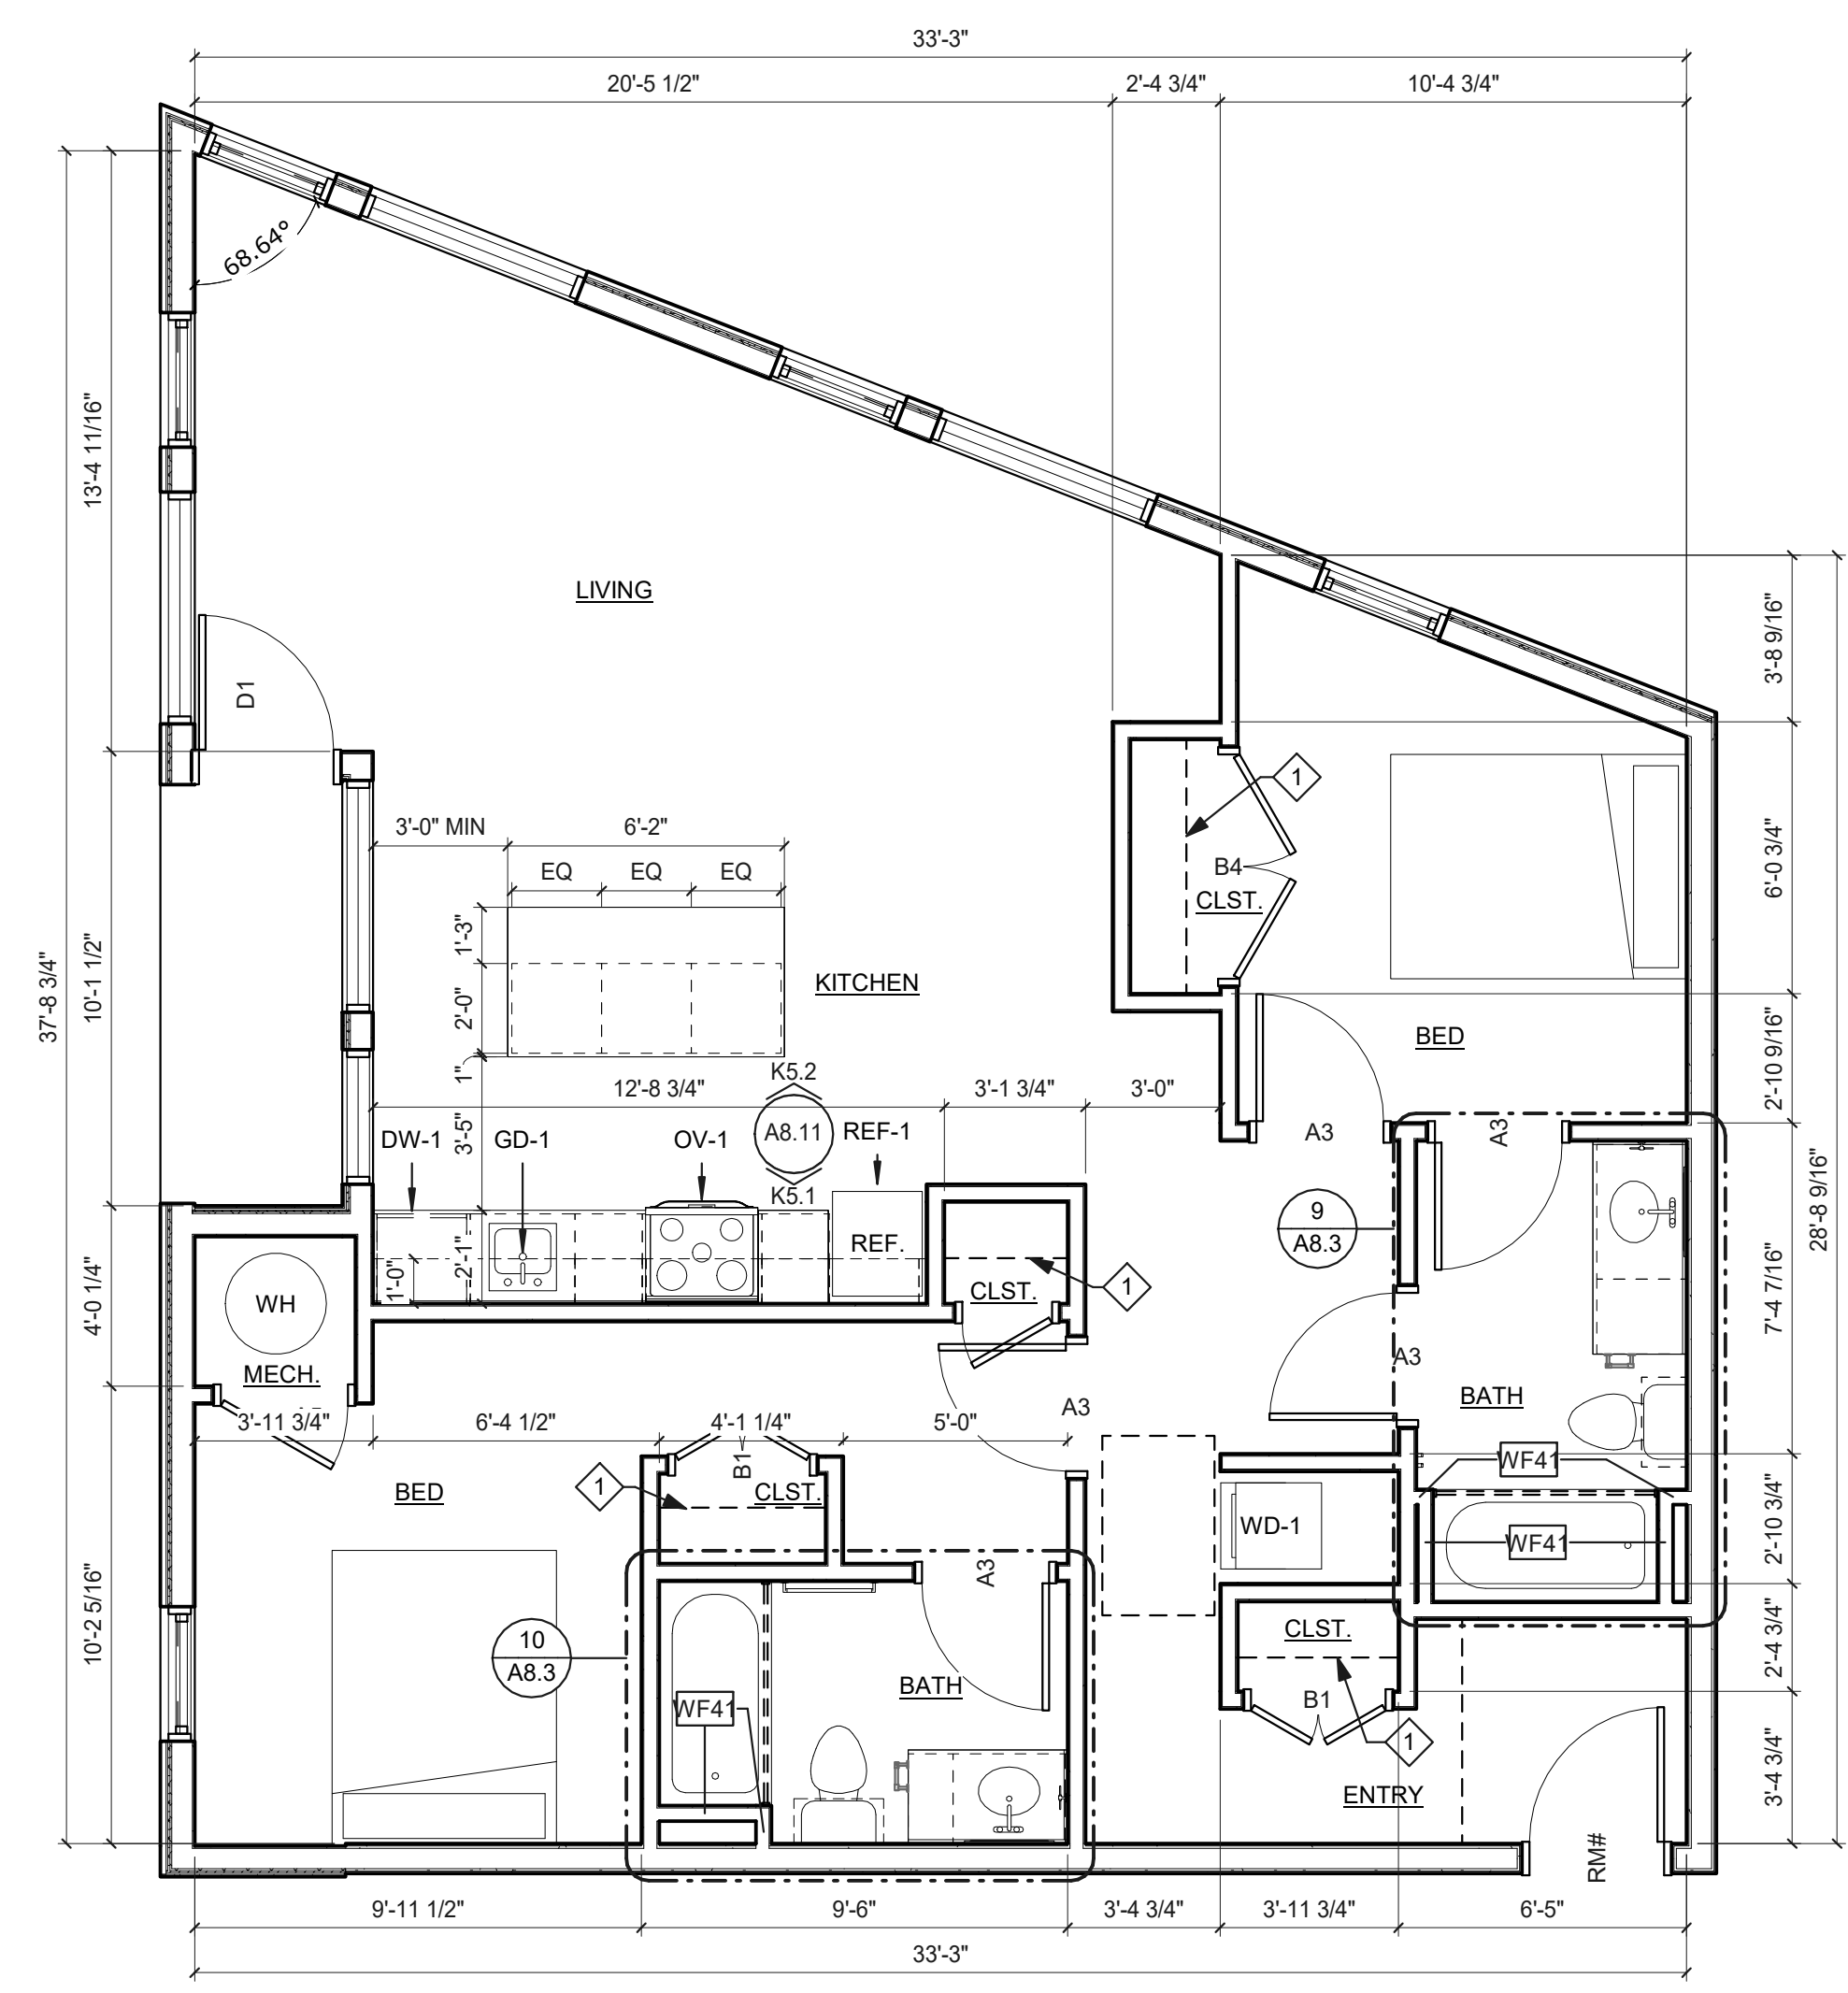 33'-3"
20'-5 1/2"
2'-4 3/4"
10'-4 3/4"
68.64°
13'-4 11/16"
37'-8 3/4"
10'-1 1/2"
4'-0 1/4"
10'-2 5/16"
LIVING
D1
3'-8 9/16"
6'-0 3/4"
2'-10 9/16"
28'-8 9/16"
7'-4 7/16"
2'-10 3/4"
2'-4 3/4"
3'-4 3/4"
1
B4
CLST.
3'-0" MIN
6'-2"
EQ
EQ
EQ
1'-3"
2'-0"
1"
3'-5"
KITCHEN
BED
K5.2
A8.11
K5.1
12'-8 3/4"
3'-1 3/4"
3'-0"
DW-1
GD-1
OV-1
REF-1
A3
A3
9
A8.3
REF.
2'-1"
1'-0"
CLST.
1
WH
MECH.
A3
BATH
3'-11 3/4"
6'-4 1/2"
4'-1 1/4"
5'-0"
A3
B1
BED
1
CLST.
WF41
WD-1
WF41
A3
10
A8.3
BATH
WF41
CLST.
B1
1
ENTRY
RM#
9'-11 1/2"
9'-6"
3'-4 3/4"
3'-11 3/4"
6'-5"
33'-3"